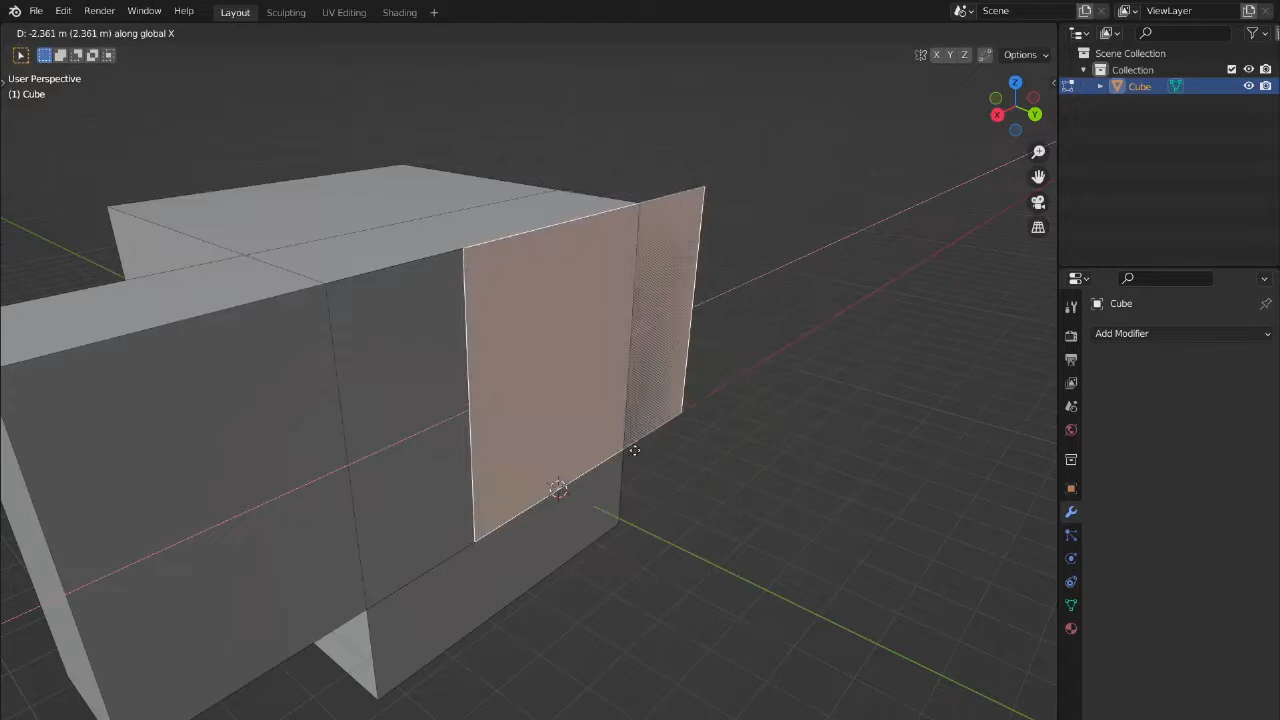 File Edit Render Window Help Layout Sculpting UV Editing Shading + Scene ViewLayer
D: -2.361 m (2.361 m) along global X
X Y Z Options
Scene Collection
Collection
Cube
User Perspective
(1) Cube
Z
X Y
Cube
Add Modifier